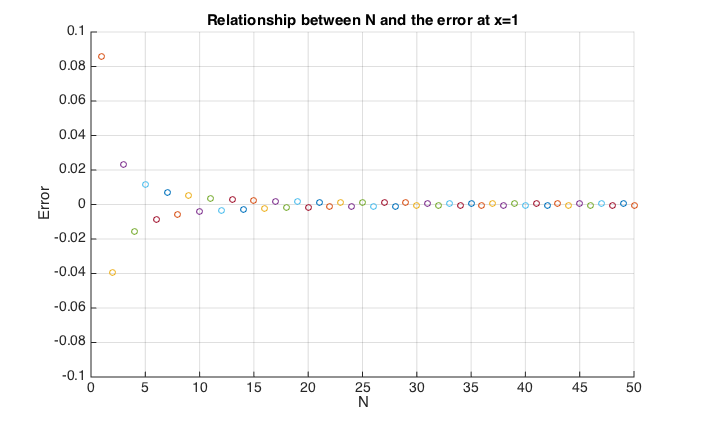 Relationship between N and the error at x=1
0.1
0.08
0.06
0.04
0.02
0
-0.02
-0.04
-0.06
-0.08
-0.1
Error
0 5 10 15 20 25 30 35 40 45 50
N